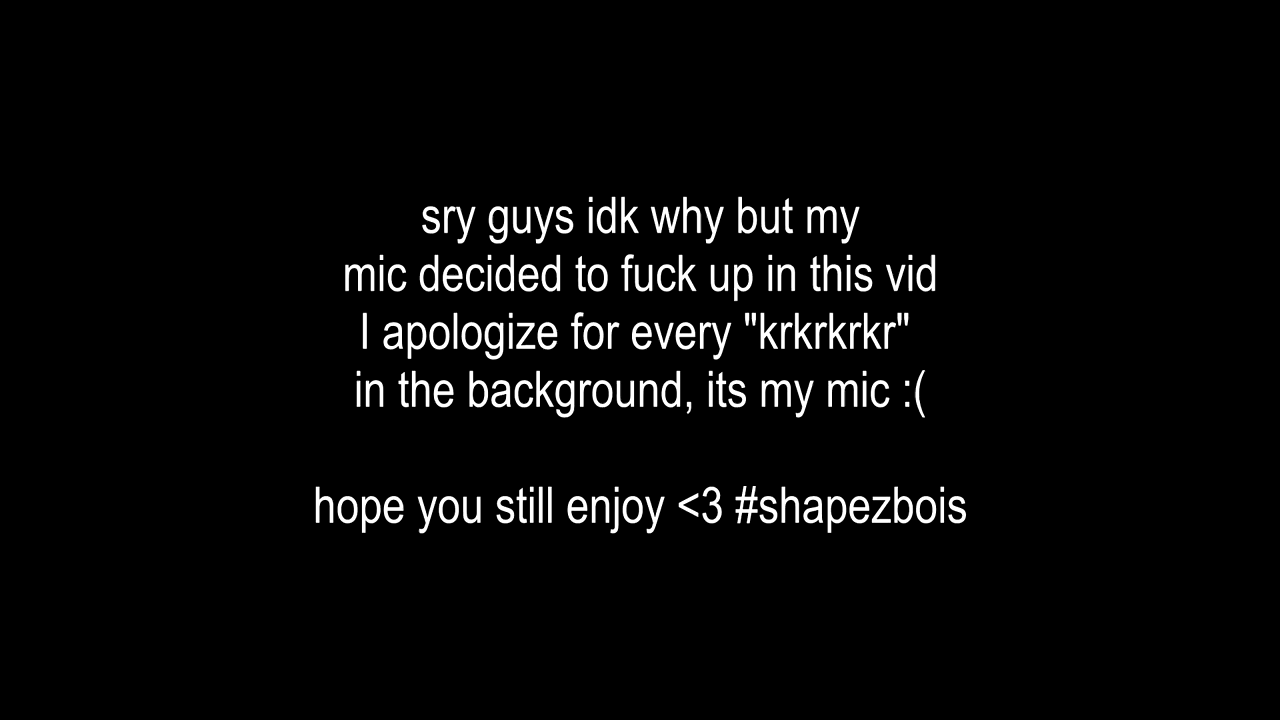 sry guys idk why but my
mic decided to fuck up in this vid
I apologize for every "krkrkrkr"
in the background, its my mic :(
hope you still enjoy <3 #shapezbois